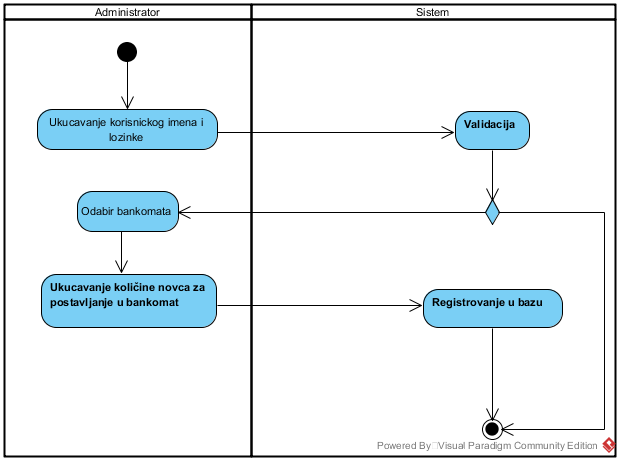 Administrator
Sistem
Ukucavanje korisnickog imena i
lozinke
Validacija
Odabir bankomata
Ukucavanje količine novca za
postavljanje u bankomat
Registrovanje u bazu
Powered By Visual Paradigm Community Edition